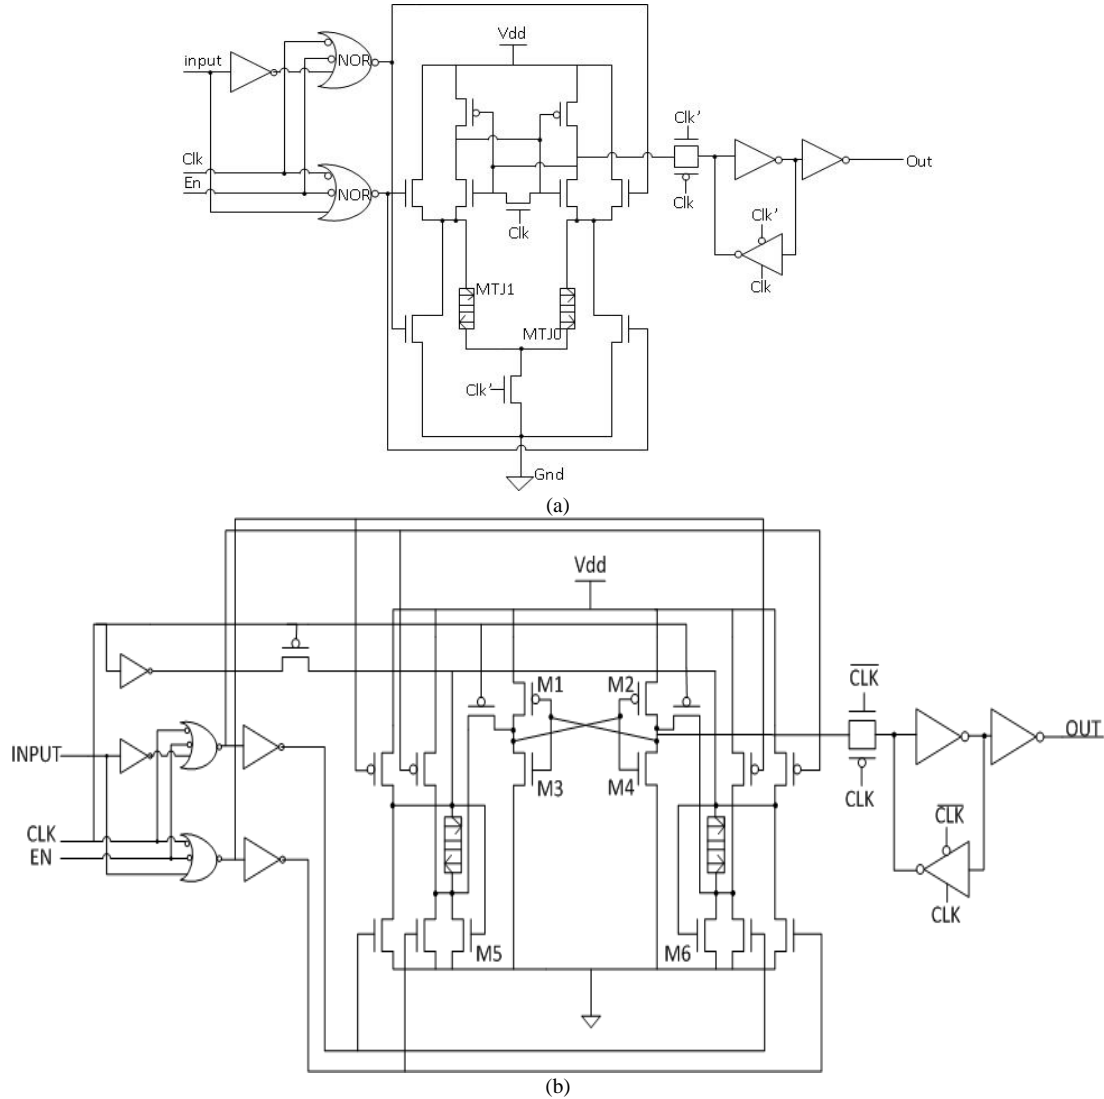 Vdd
input
NOR
Clk'
Clk
En
NOR
Out
Clk
Clk
Clk'
Clk
MTJ1
MTJ0
Clk'
Gnd
(a)
Vdd
CLK
M1
M2
INPUT
OUT
M3
M4
CLK
CLK
EN
CLK
CLK
M5
M6
(b)